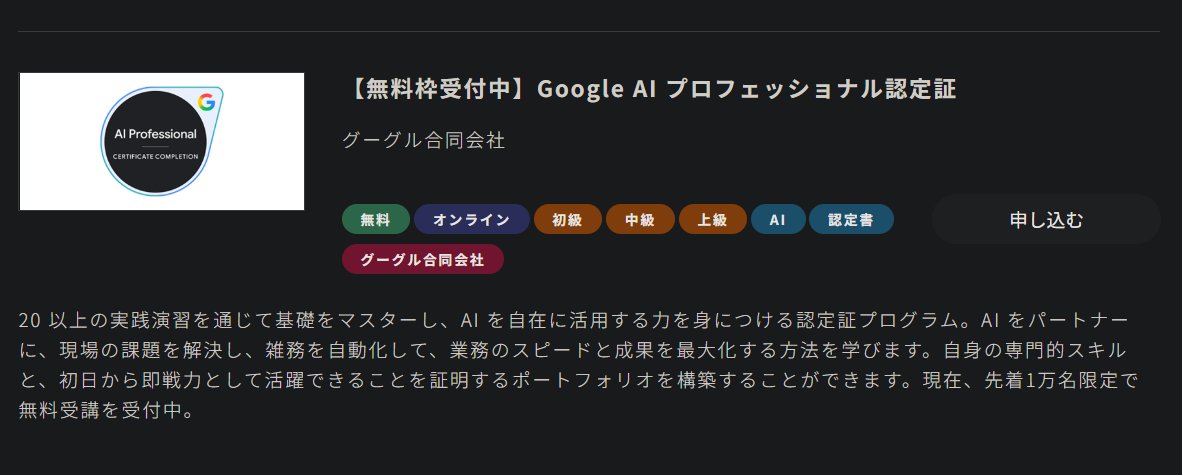 【無料枠受付中】Google AI プロフェッショナル認定証
AI Professional
CERTIFICATE COMPLETION
グーグル合同会社
無料 オンライン 初級 中級 上級 AI 認定書
グーグル合同会社
申し込む
20 以上の実践演習を通じて基礎をマスターし、AI を自在に活用する力を身につける認定証プログラム。AI をパートナー
に、現場の課題を解決し、雑務を自動化して、業務のスピードと成果を最大化する方法を学びます。自身の専門的スキル
と、初日から即戦力として活躍できることを証明するポートフォリオを構築することができます。現在、先着1万名限定で
無料受講を受付中。